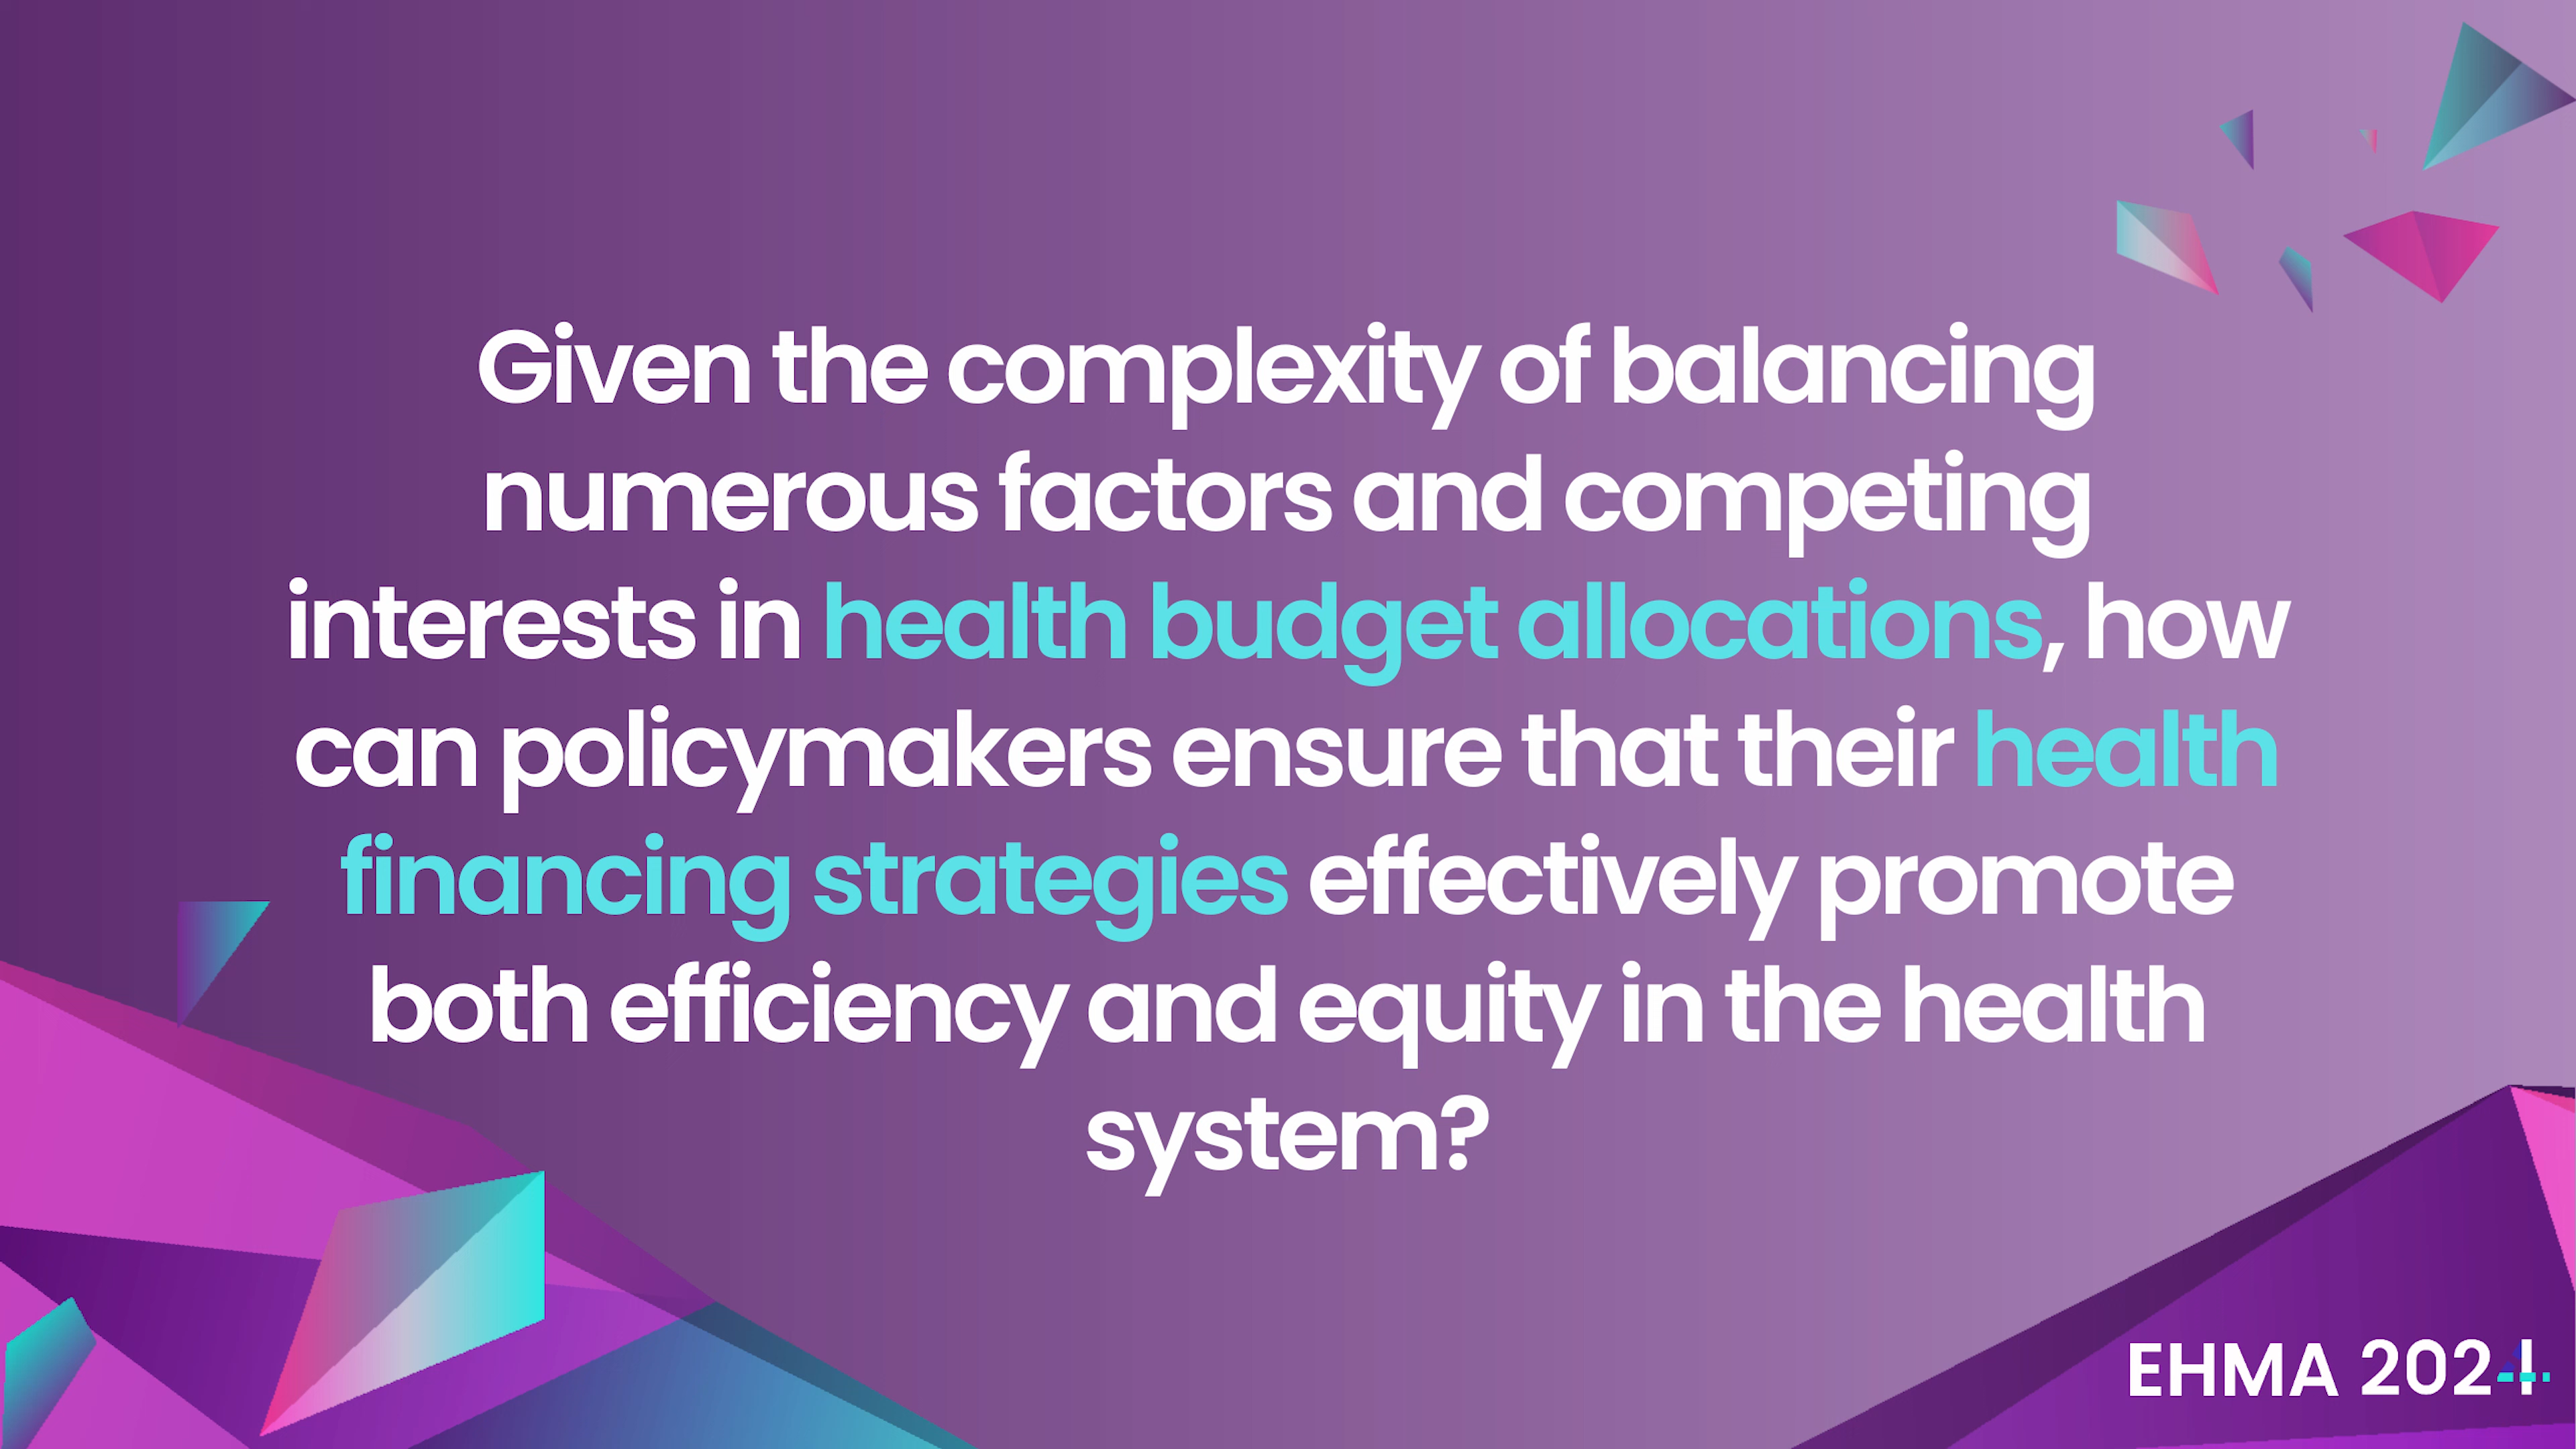 Given the complexity of balancing
numerous factors and competing
interests in health budget allocations, how
can policymakers ensure that their health
financing strategies effectively promote
both efficiency and equity in the health
system?
EHMA 2024